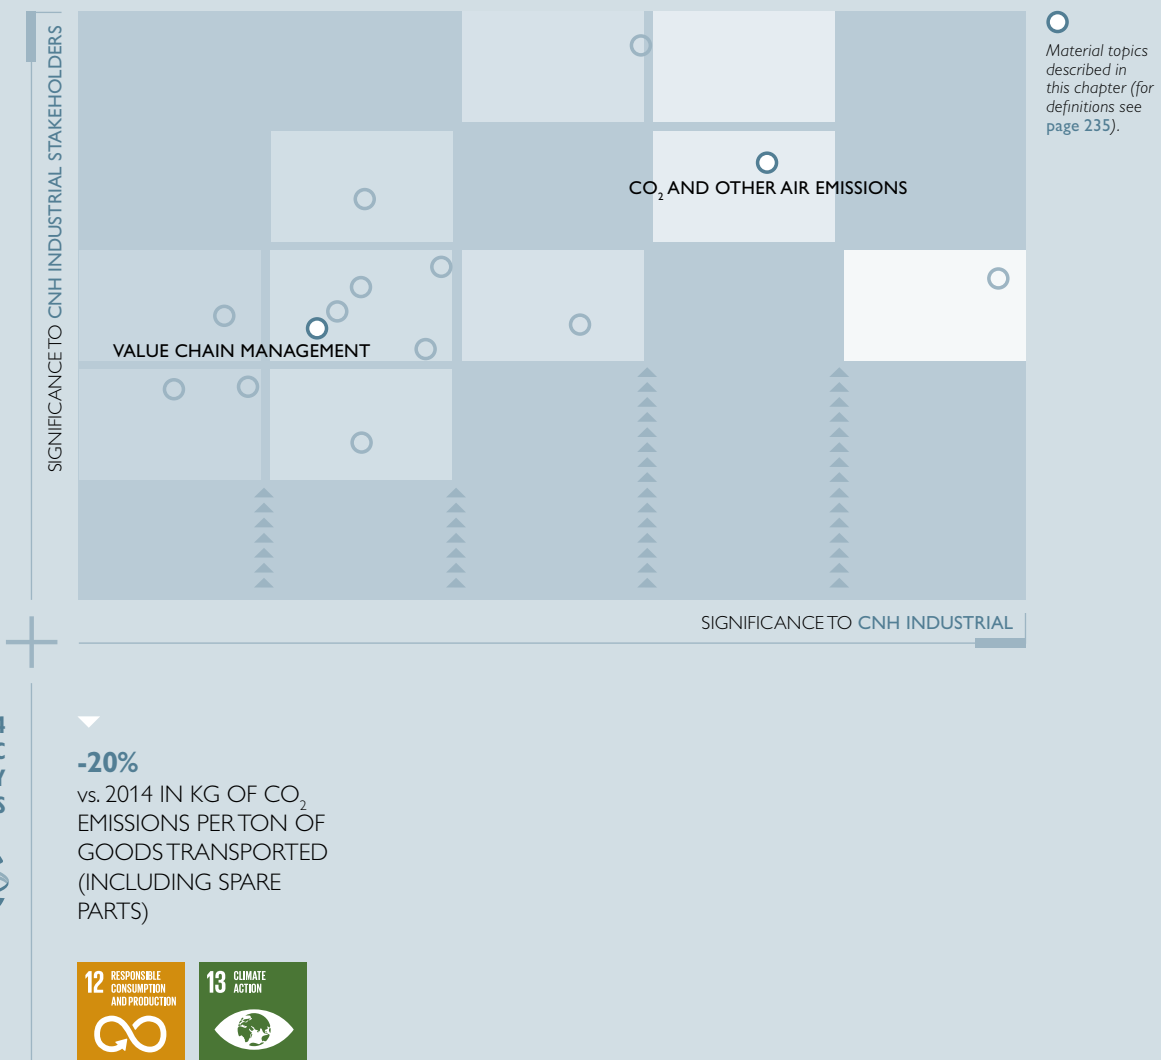 SIGNIFICANCE TO CNH INDUSTRIAL STAKEHOLDERS
CO2 AND OTHER AIR EMISSIONS
VALUE CHAIN MANAGEMENT
SIGNIFICANCE TO CNH INDUSTRIAL
Material topics
described in
this chapter (for
definitions see
page 235).
-20%
vs. 2014 IN KG OF CO2
EMISSIONS PER TON OF
GOODS TRANSPORTED
(INCLUDING SPARE
PARTS)
12 RESPONSIBLE
CONSUMPTION
AND PRODUCTION
13 CLIMATE
ACTION